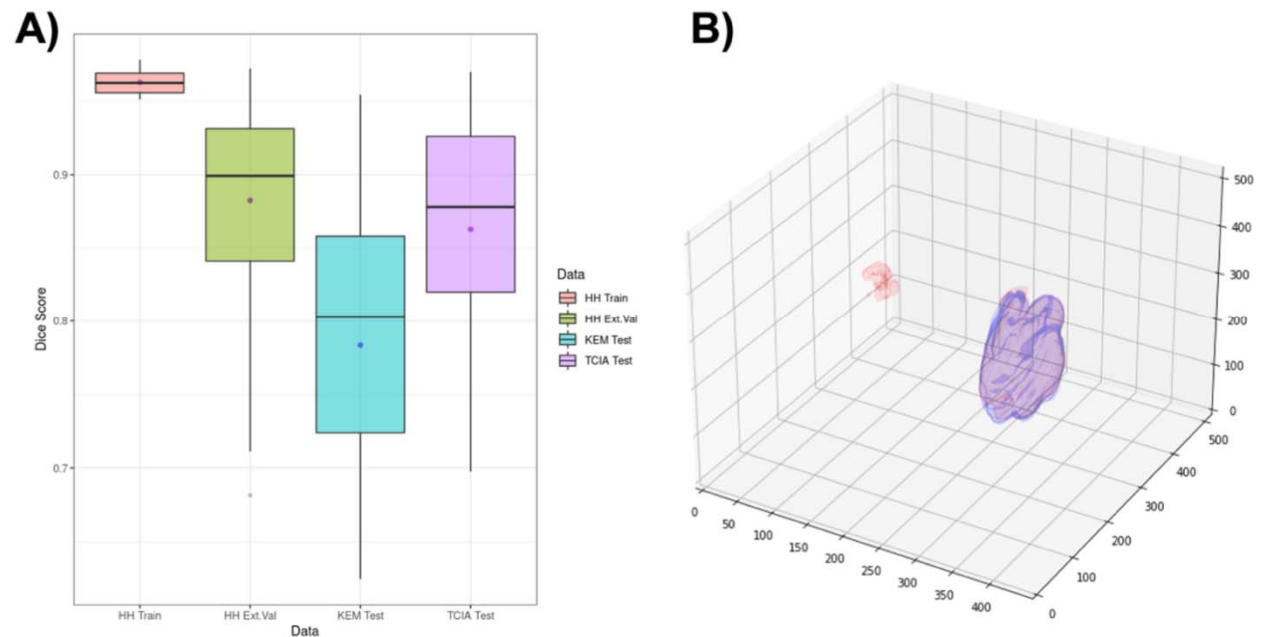 A)
B)
Dice Score
0.9
0.8
0.7
HH Train
HH Ext.Val
KEM Test
TCIA Test
Data
Data
HH Train
HH Ext.Val
KEM Test
TCIA Test
500
400
300
200
100
0
500
400
300
200
100
0
0
50
100
150
200
250
300
350
400